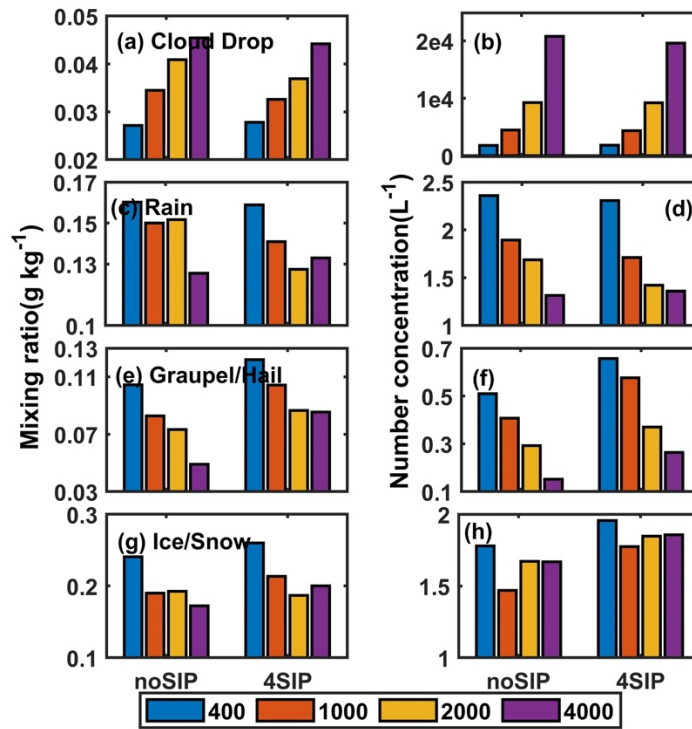 0.05
0.04
0.03
0.02
(a) Cloud Drop
2e4
1e4
0
(b)
0.17
0.15
0.13
0.1
(c) Rain
2.5
2
1.5
1
(d)
0.13
0.11
0.07
0.03
(e) Graupel/Hail
0.7
0.5
0.3
0.1
(f)
0.3
0.2
0.1
(g) Ice/Snow
2
1.5
1
(h)
Mixing ratio(g kg⁻¹)
Number concentration(L⁻¹)
noSIP 4SIP noSIP 4SIP
400 1000 2000 4000